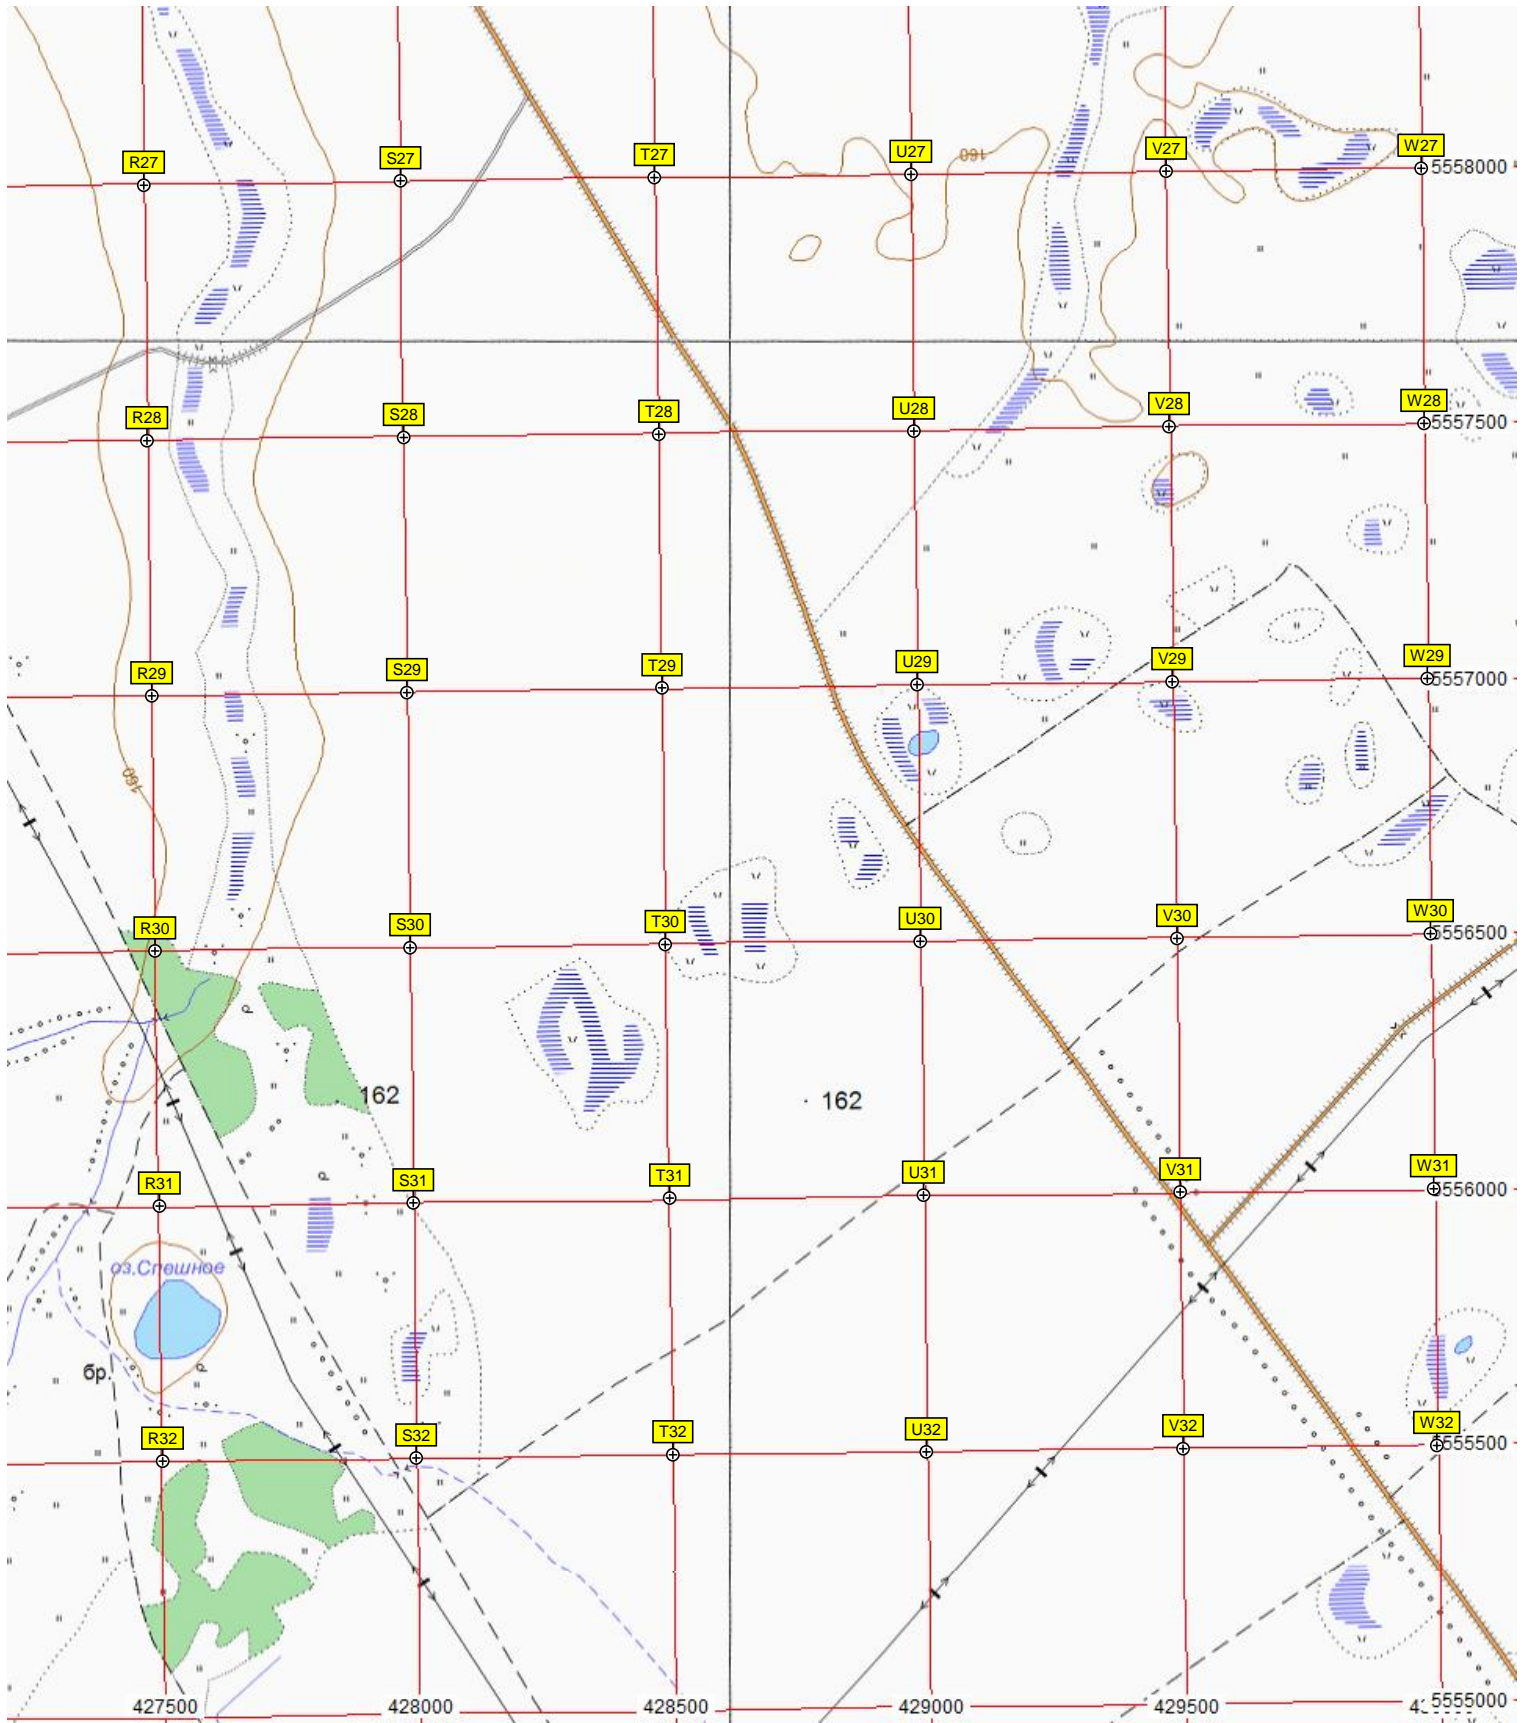 R27 S27 T27 U27 V27 W27
160
5558000
R28 S28 T28 U28 V28 W28
5557500
R29 S29 T29 U29 V29 W29
5557000
160
R30 S30 T30 U30 V30 W30
5556500
162
162
R31 S31 T31 U31 V31 W31
5556000
оз.Спешное
бр.
R32 S32 T32 U32 V32 W32
5555500
427500 428000 428500 429000 429500 5555000